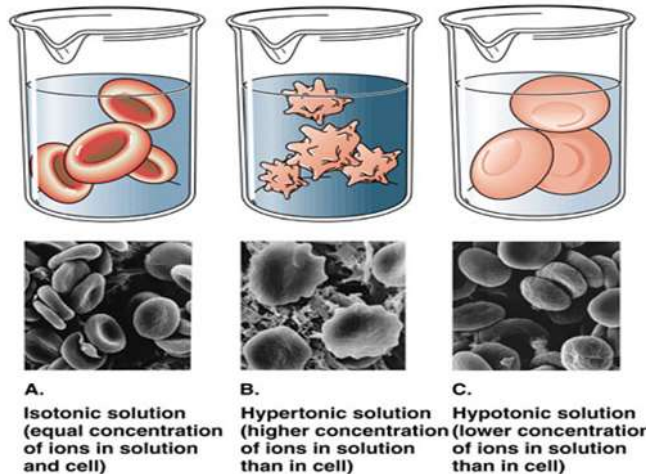 A.
Isotonic solution
(equal concentration
of ions in solution
and cell)
B.
Hypertonic solution
(higher concentration
of ions in solution
than in cell)
C.
Hypotonic solution
(lower concentration
of ions in solution
than in cell)